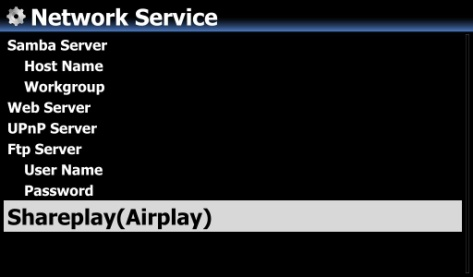 Network Service
Samba Server
Host Name
Workgroup
Web Server
UPnP Server
Ftp Server
User Name
Password
Shareplay(Airplay)